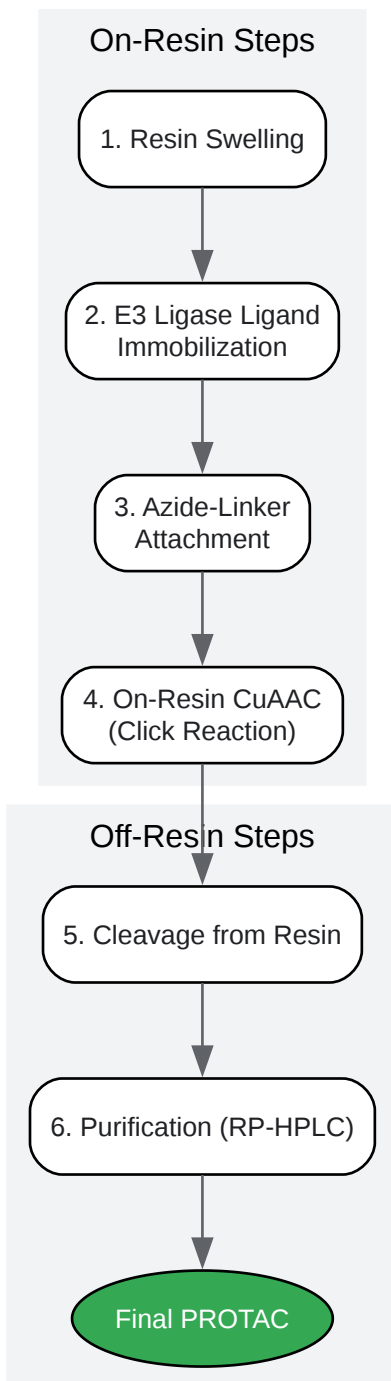 On-Resin Steps
1. Resin Swelling
2. E3 Ligase Ligand
Immobilization
3. Azide-Linker
Attachment
4. On-Resin CuAAC
(Click Reaction)
Off-Resin Steps
5. Cleavage from Resin
6. Purification (RP-HPLC)
Final PROTAC